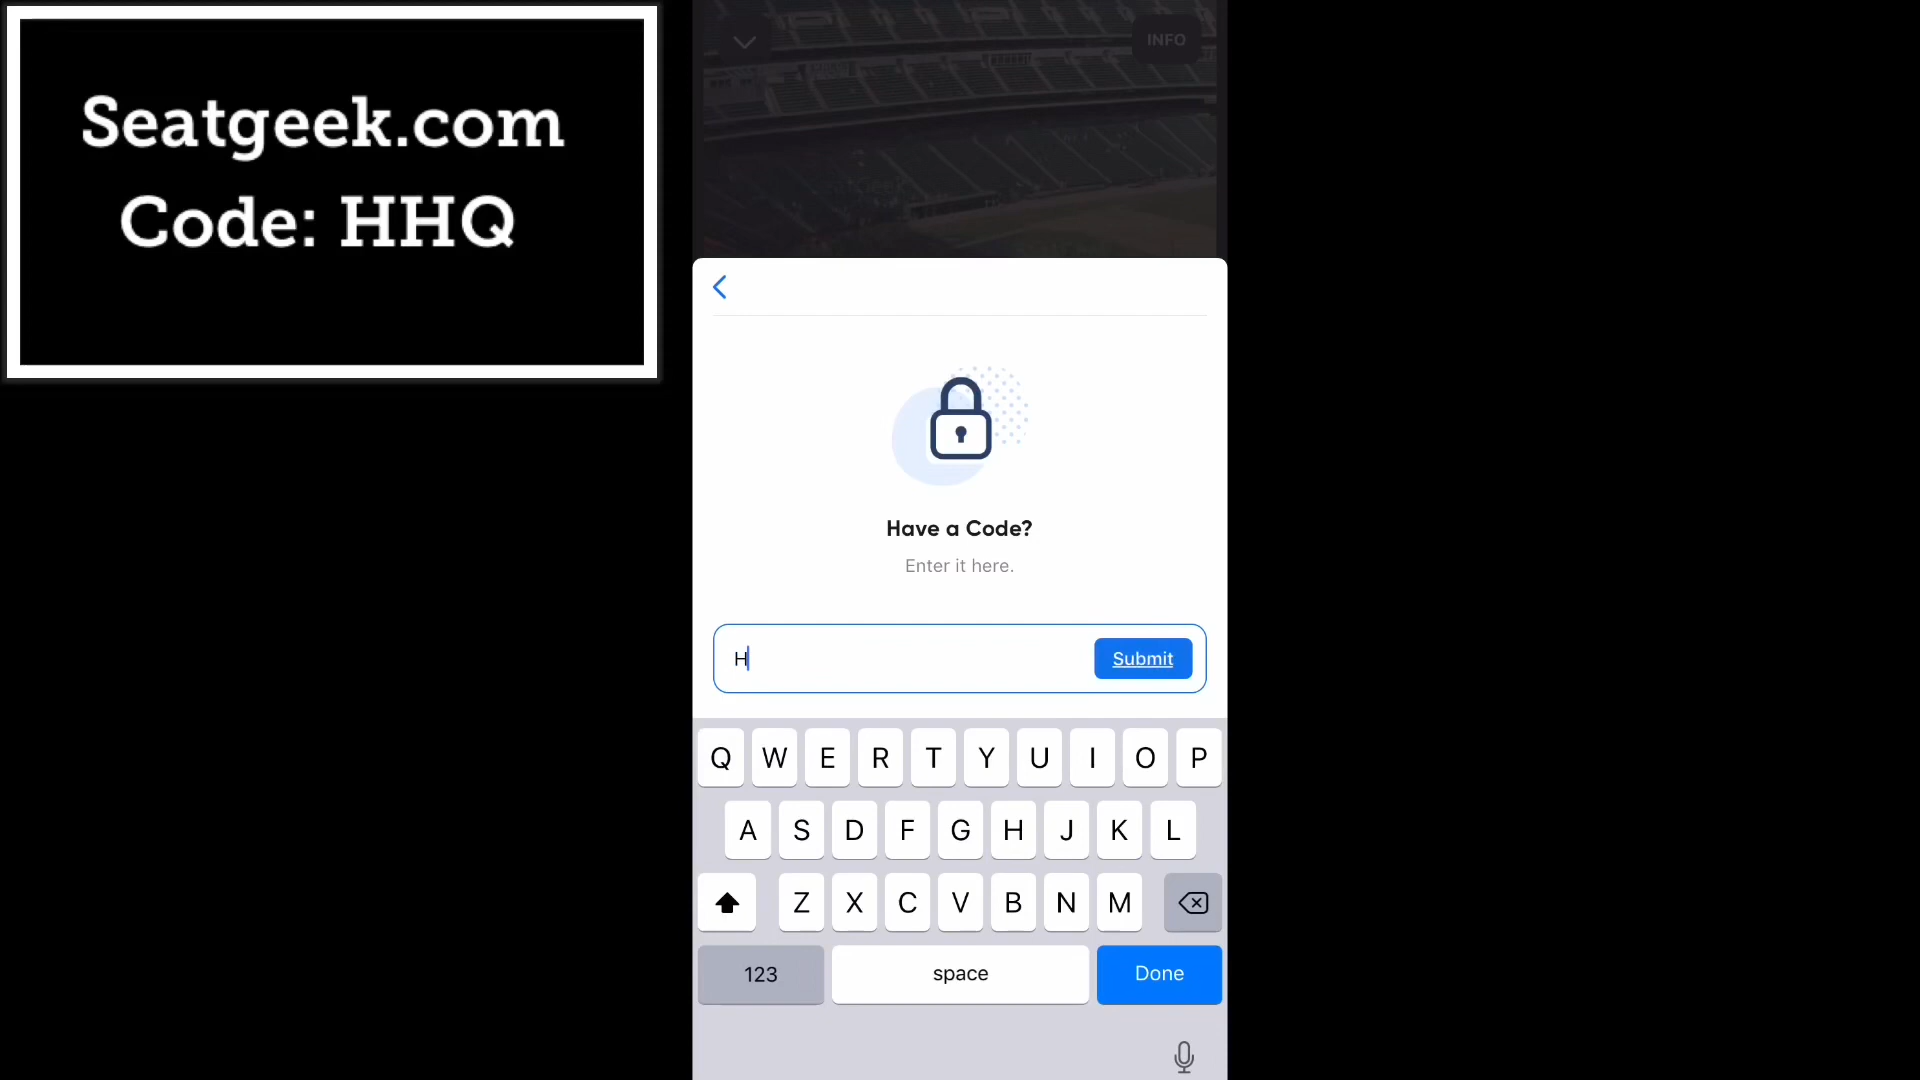 Seatgeek.com
Code: HHQ
INFO
Have a Code?
Enter it here.
H
Submit
Q W E R T Y U I O P
A S D F G H J K L
Z X C V B N M
123 space Done